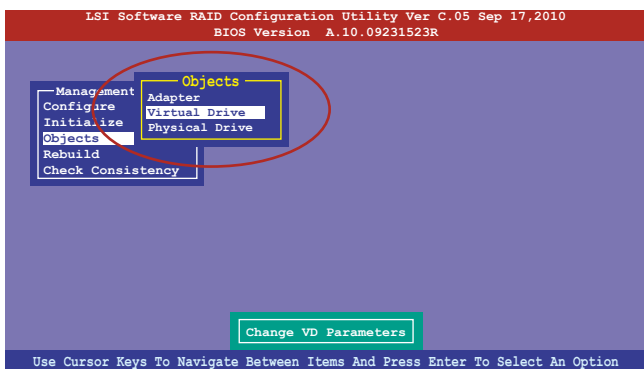 LSI Software RAID Configuration Utility Ver C.05 Sep 17,2010
BIOS Version A.10.09231523R
Management
Configure
Initialize
Objects
Rebuild
Check Consistency
Objects
Adapter
Virtual Drive
Physical Drive
Change VD Parameters
Use Cursor Keys To Navigate Between Items And Press Enter To Select An Option